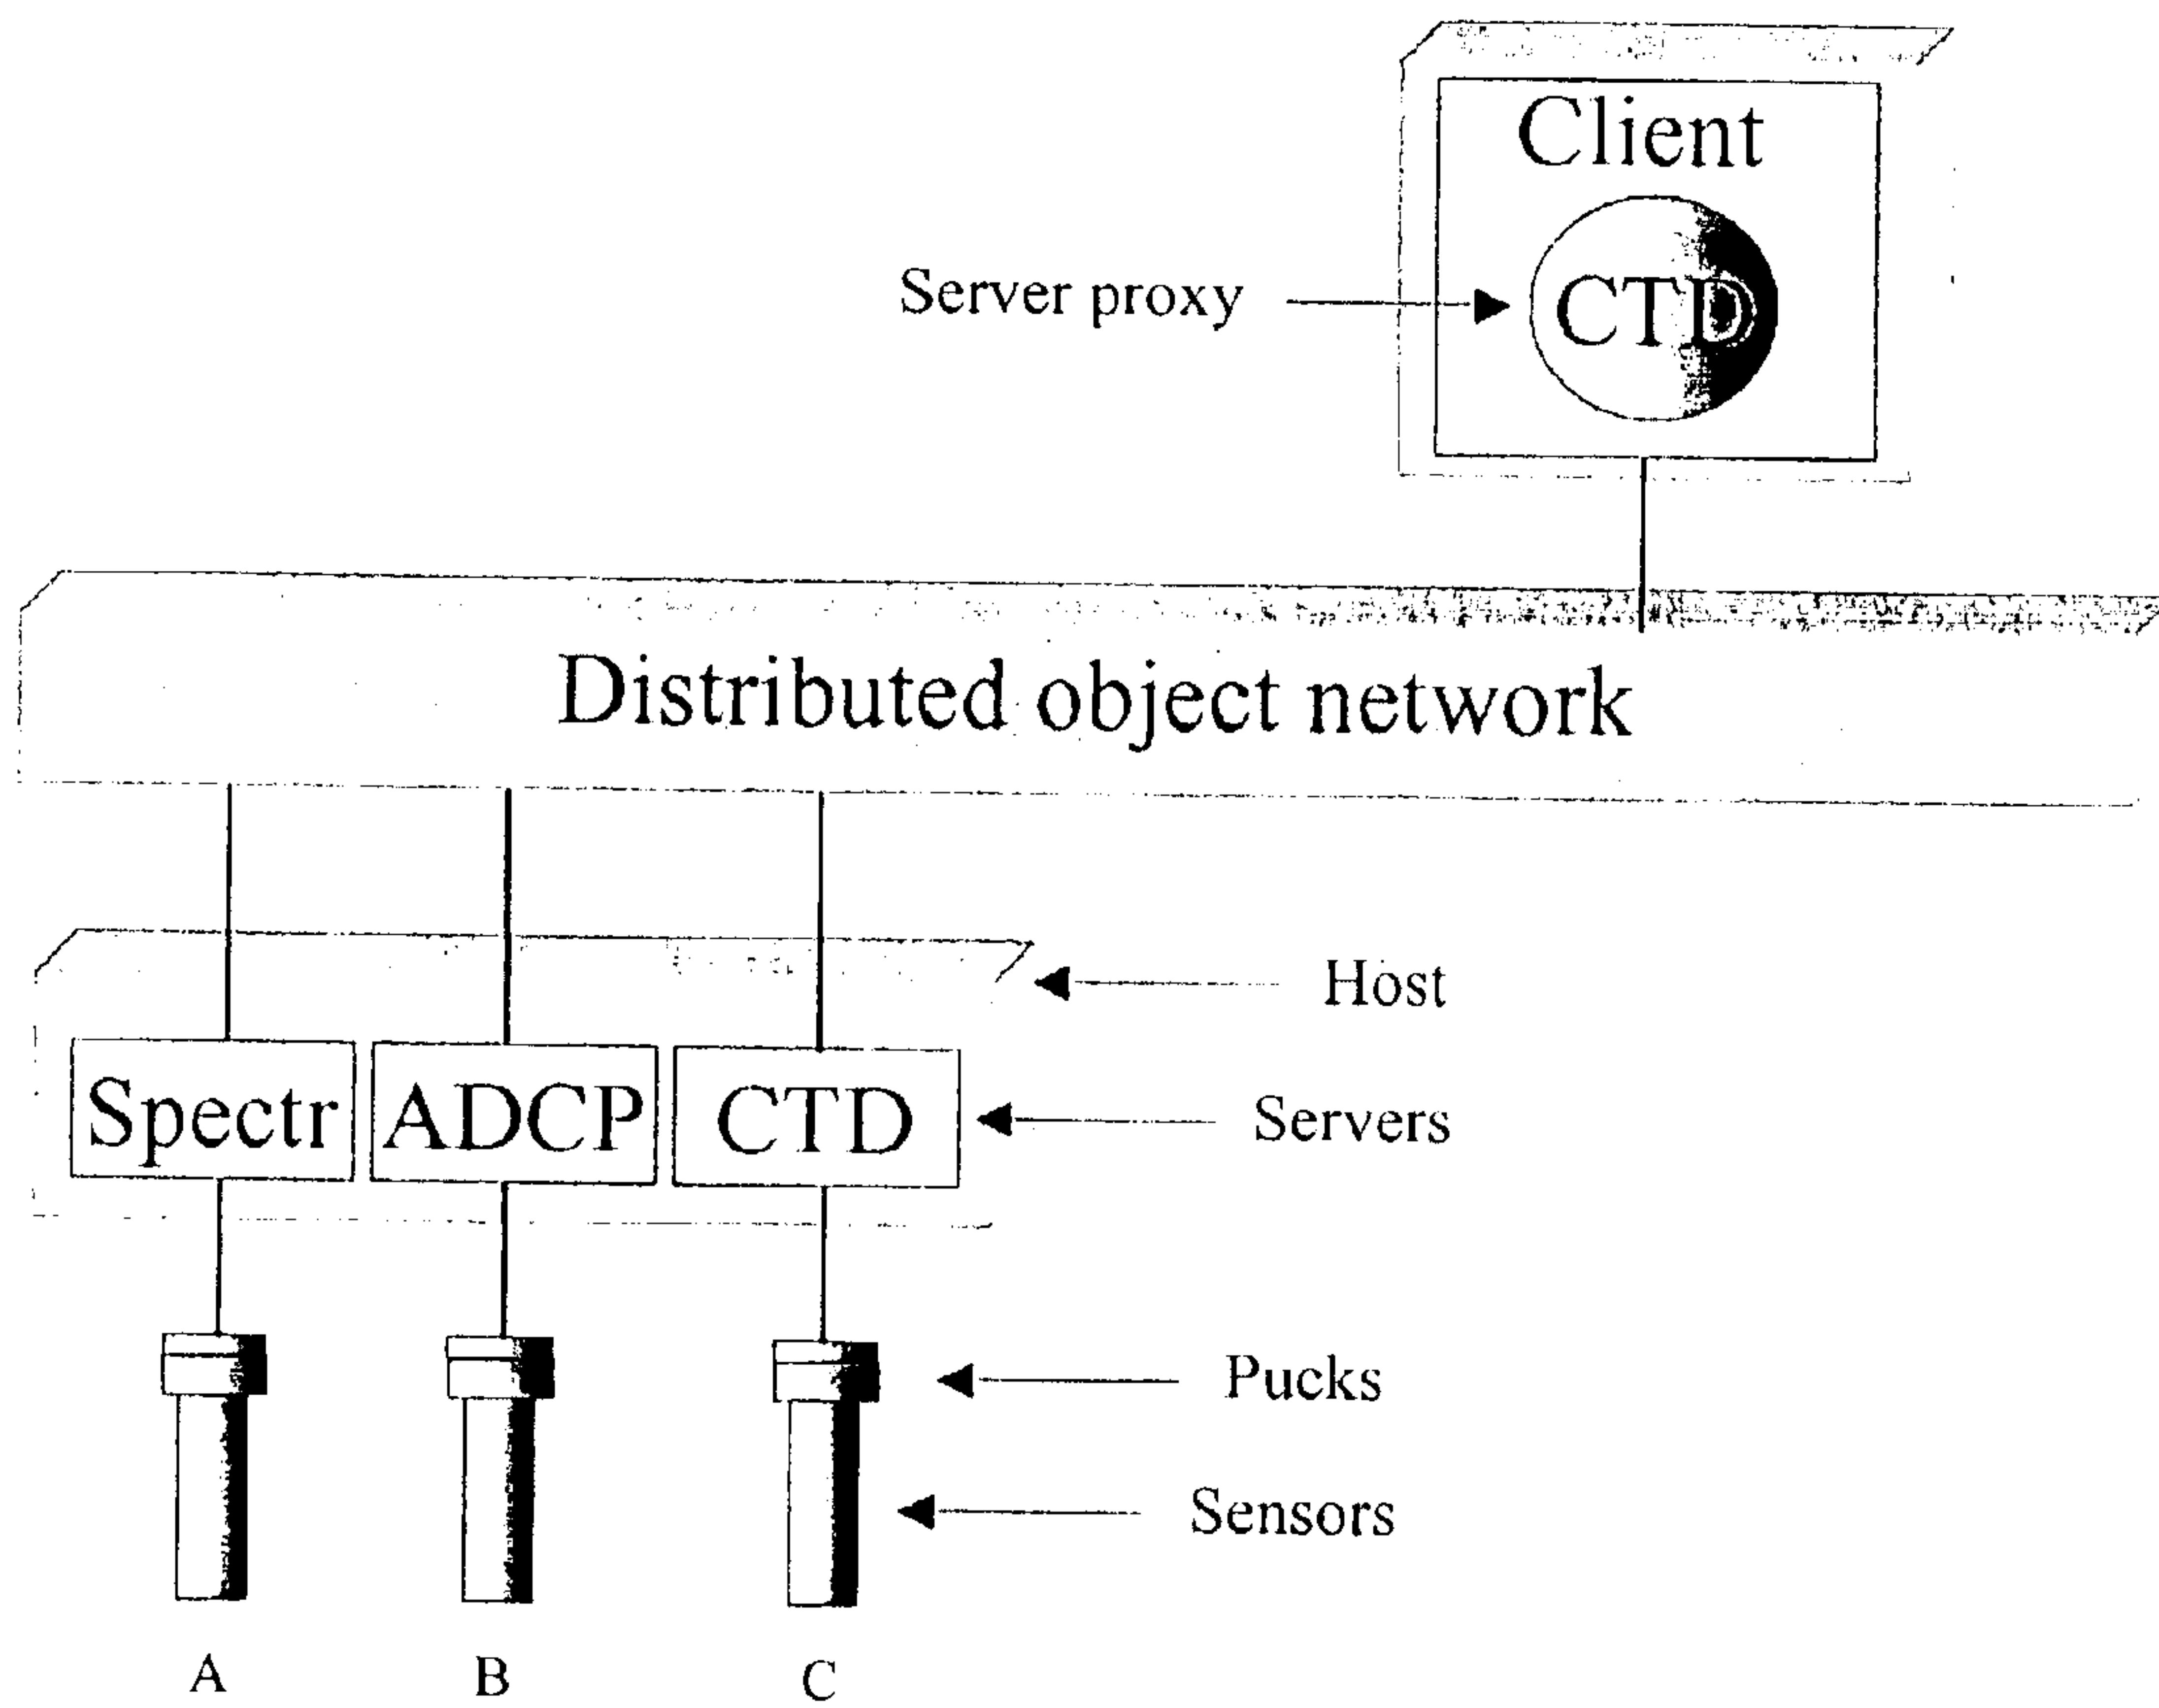 Client
Server proxy
CTD
Distributed object network
Host
Spectr
ADCP
CTD
Servers
Pucks
Sensors
A
B
C